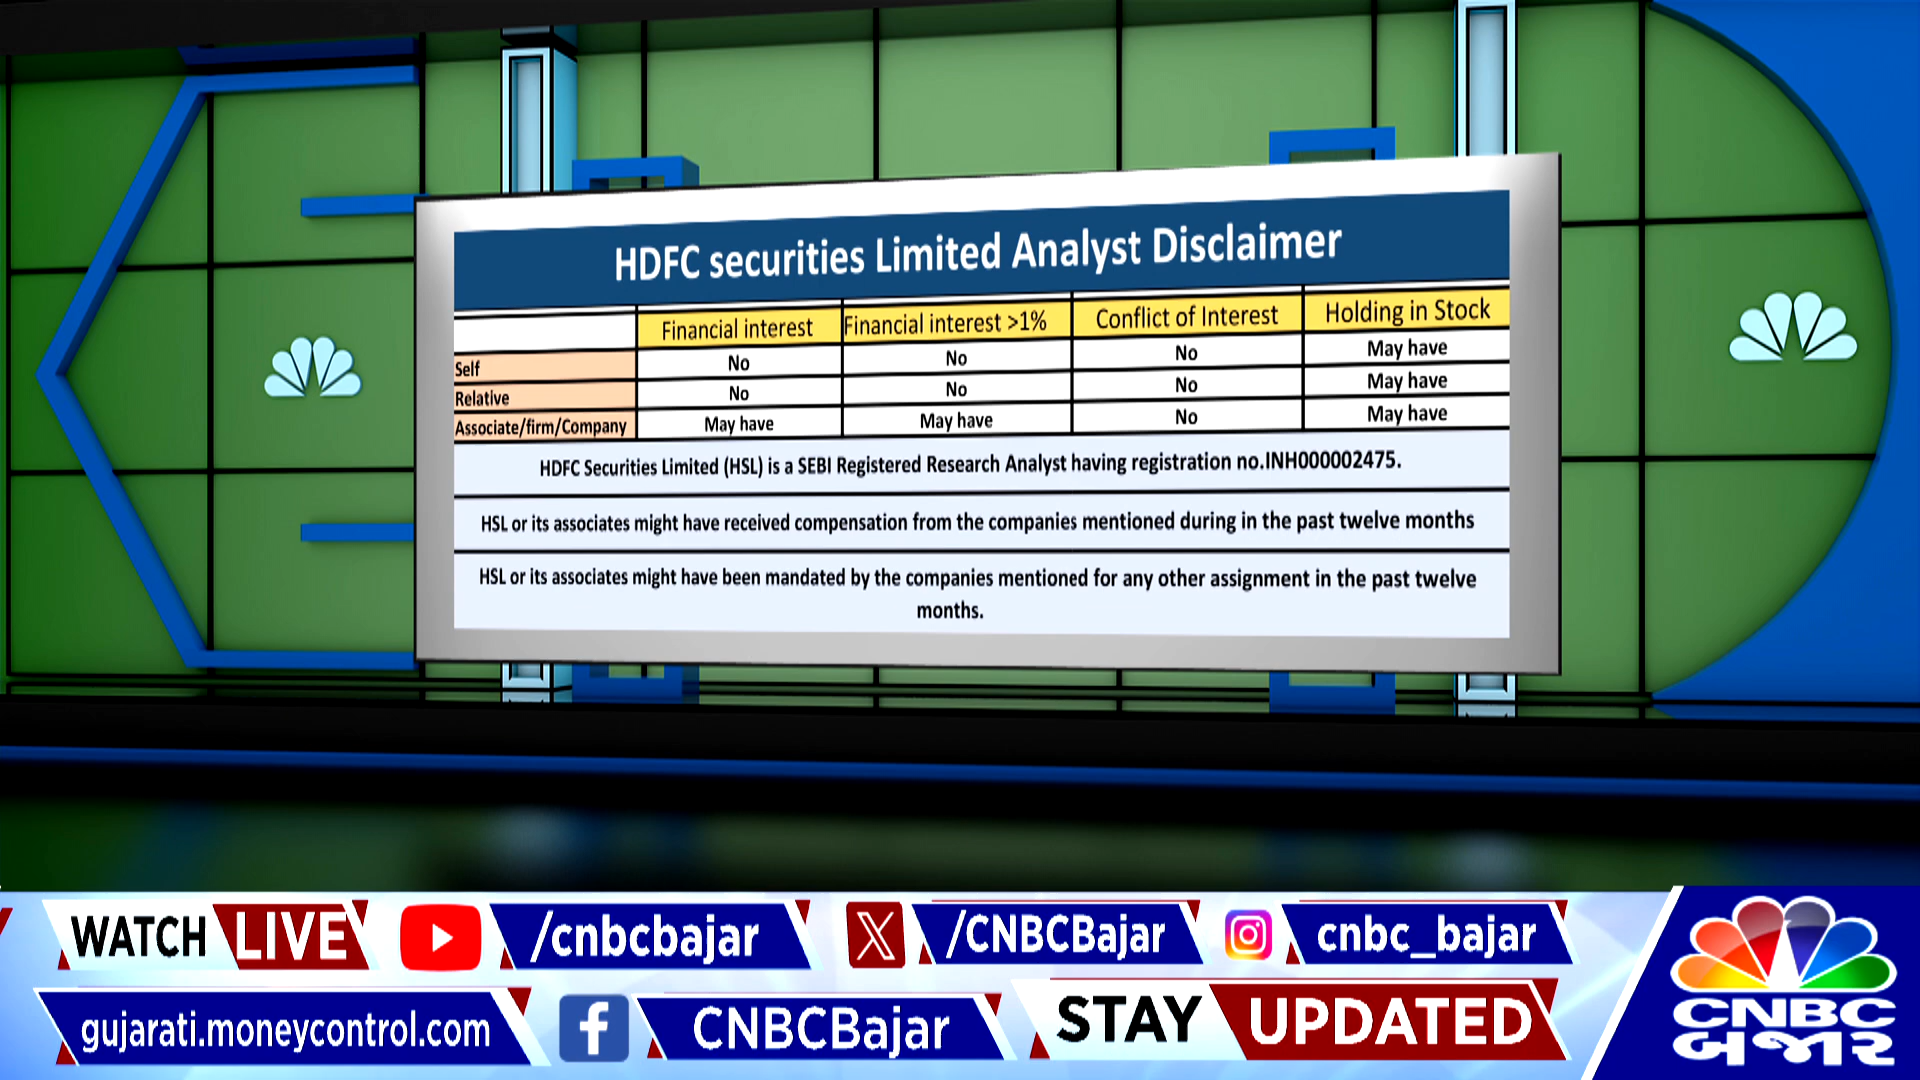 HDFC securities Limited Analyst Disclaimer
Financial interest Financial interest >1% Conflict of Interest Holding in Stock
Self No No No May have
Relative No No No May have
Associate/firm/Company May have May have No May have
HDFC Securities Limited (HSL) is a SEBI Registered Research Analyst having registration no.INH000002475.
HSL or its associates might have received compensation from the companies mentioned during in the past twelve months
HSL or its associates might have been mandated by the companies mentioned for any other assignment in the past twelve
months.
WATCH LIVE /cnbcbajar /CNBCBajar cnbc_bajar
gujarati.moneycontrol.com CNBCBajar STAY UPDATED
CNBC
બજાર